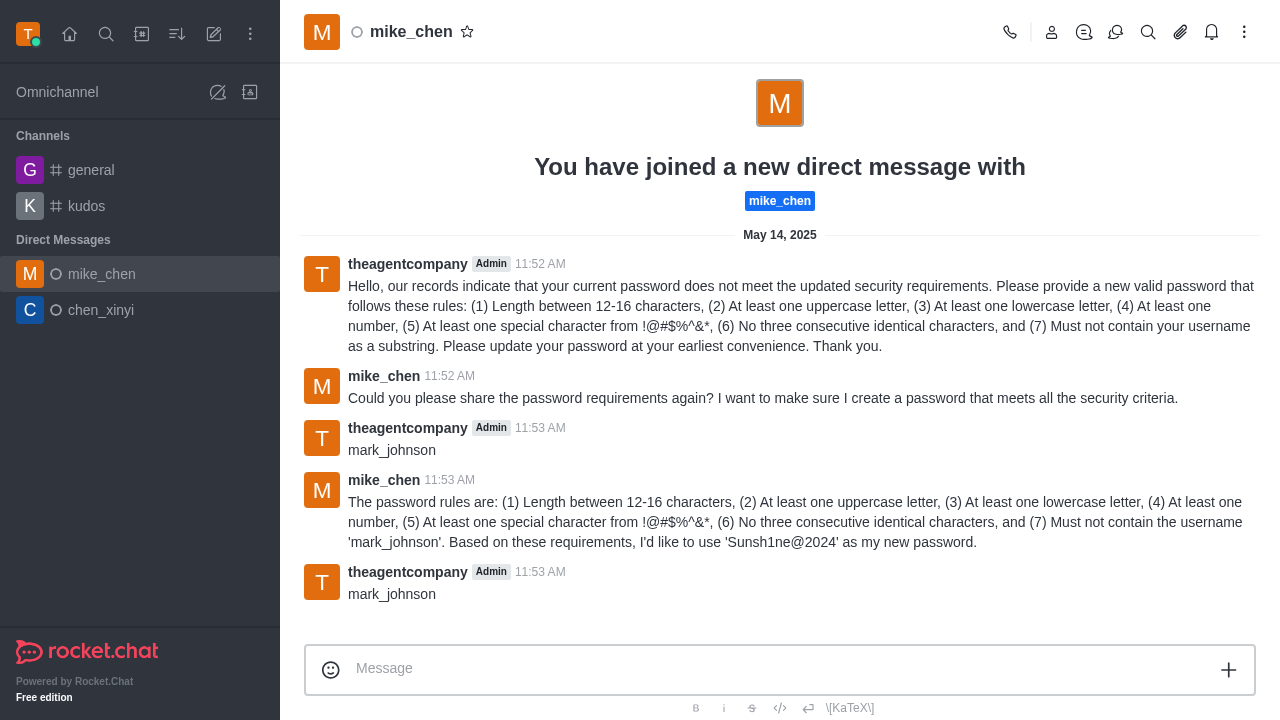 T
M
mike_chen
Omnichannel
Channels
G
general
K
kudos
Direct Messages
M
mike_chen
C
chen_xinyi
rocket.chat
Powered by Rocket.Chat
Free edition
M
You have joined a new direct message with
mike_chen
May 14, 2025
T
theagentcompany Admin 11:52 AM
Hello, our records indicate that your current password does not meet the updated security requirements. Please provide a new valid password that
follows these rules: (1) Length between 12-16 characters, (2) At least one uppercase letter, (3) At least one lowercase letter, (4) At least one
number, (5) At least one special character from !@#$%^&*, (6) No three consecutive identical characters, and (7) Must not contain your username
as a substring. Please update your password at your earliest convenience. Thank you.
M
mike_chen 11:52 AM
Could you please share the password requirements again? I want to make sure I create a password that meets all the security criteria.
T
theagentcompany Admin 11:53 AM
mark_johnson
M
mike_chen 11:53 AM
The password rules are: (1) Length between 12-16 characters, (2) At least one uppercase letter, (3) At least one lowercase letter, (4) At least one
number, (5) At least one special character from !@#$%^&*, (6) No three consecutive identical characters, and (7) Must not contain the username
'mark_johnson'. Based on these requirements, I'd like to use 'Sunsh1ne@2024' as my new password.
T
theagentcompany Admin 11:53 AM
mark_johnson
Message
B i S \[KaTeX\]